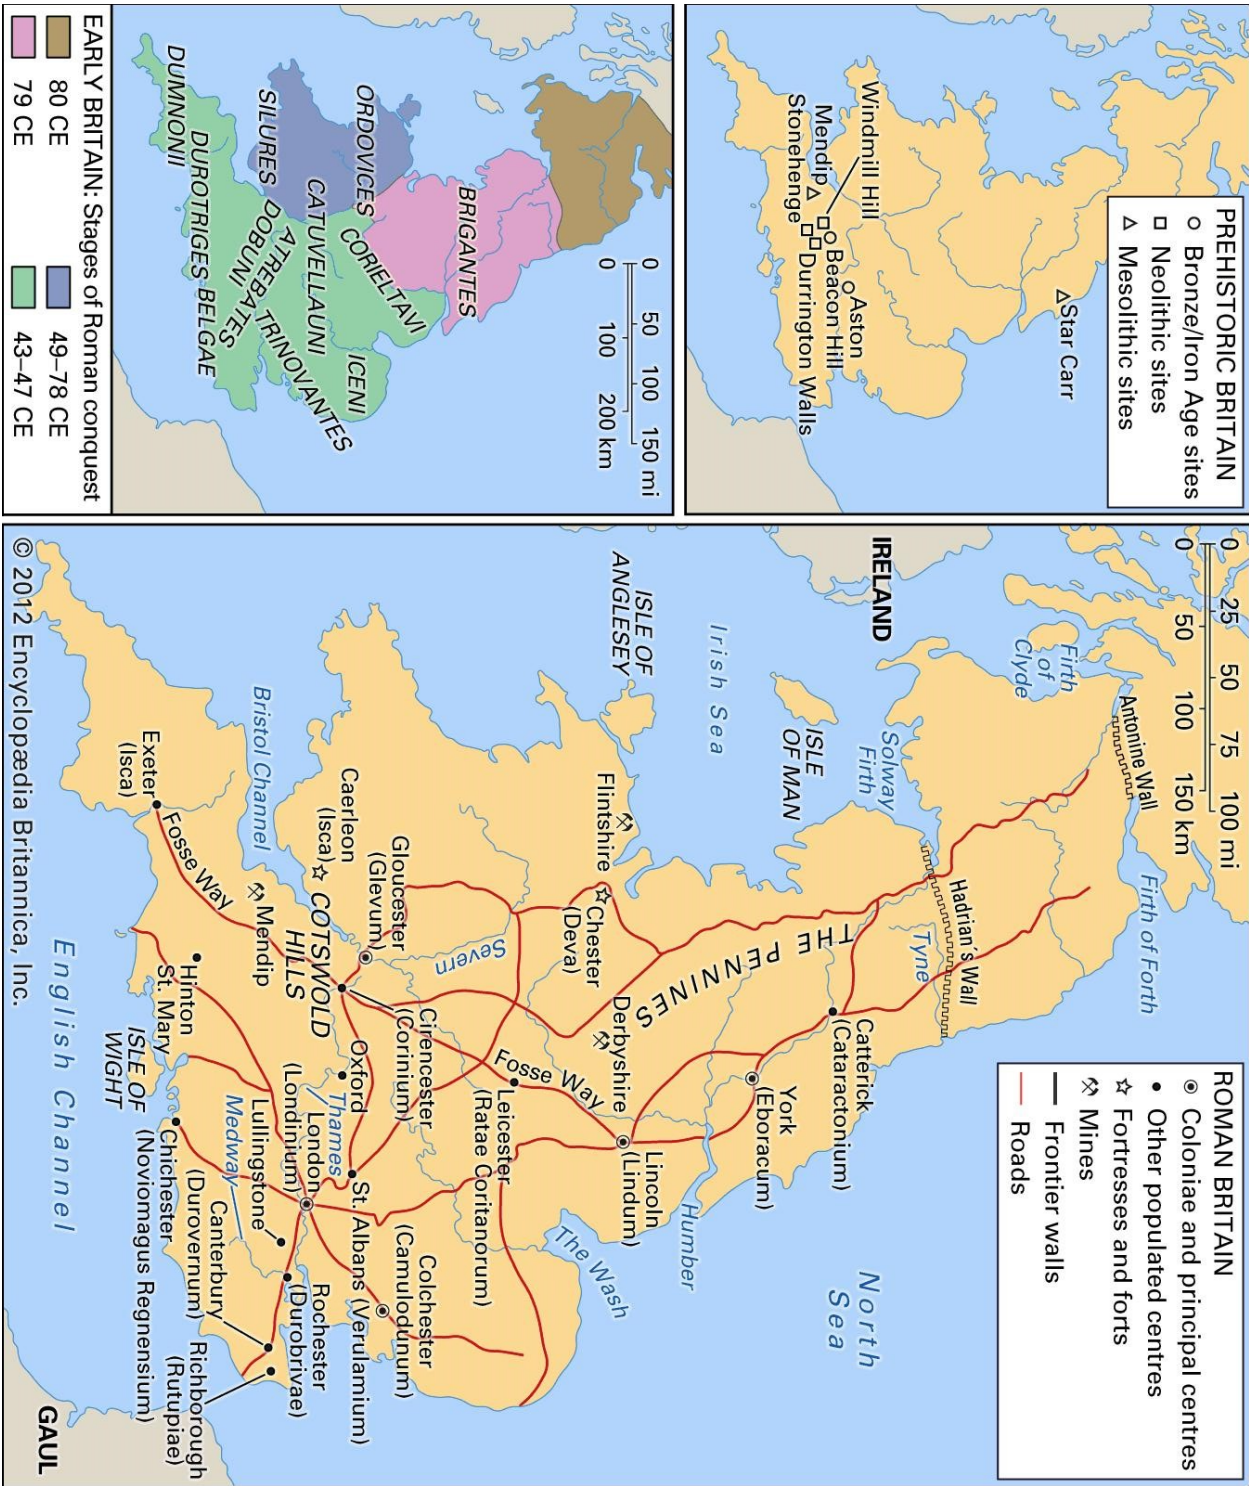 PREHISTORIC BRITAIN
Bronze/Iron Age sites
Neolithic sites
Mesolithic sites
Star Carr
Windmill Hill
Aston
Mendip
Beacon Hill
Stonehenge
Durrington Walls
0 50 100 150 mi
0 100 200 km
BRIGANTES
ORDOVICES
CORIELTAVI
ICENI
CATUVELLAUNI
SILURES
TRINOVANTES
DOBUNI
ATREBATES
DUMNONII
DUROTRIGES
BELGAE
EARLY BRITAIN: Stages of Roman conquest
80 CE
49–78 CE
79 CE
43–47 CE
0 25 50 75 100 mi
0 50 100 150 km
ROMAN BRITAIN
Coloniae and principal centres
Other populated centres
Fortresses and forts
Mines
Frontier walls
Roads
Antonine Wall
Firth of Forth
Firth
of
Clyde
Hadrian's Wall
Tyne
Solway
Firth
IRELAND
North
Sea
Catterick
(Cataractonium)
THE PENNINES
ISLE
OF MAN
York
(Eboracum)
Irish Sea
Humber
ISLE OF
ANGLESEY
Lincoln
(Lindum)
Flintshire
Chester
(Deva)
Derbyshire
The Wash
Fosse Way
Leicester
(Ratae Coritanorum)
Severn
Gloucester
(Glevum)
Cirencester
(Corinium)
Colchester
(Camulodunum)
Caerleon
(Isca)
COTSWOLD
HILLS
Oxford
Thames
St. Albans (Verulamium)
London
(Londinium)
Rochester
(Durobrivae)
Bristol Channel
Mendip
Lullingstone
Medway
Canterbury
(Durovernum)
Richborough
(Rutupiae)
Fosse Way
Hinton
St. Mary
Exeter
(Isca)
Chichester
(Noviomagus Regnensium)
ISLE OF
WIGHT
English Channel
GAUL
© 2012 Encyclopædia Britannica, Inc.